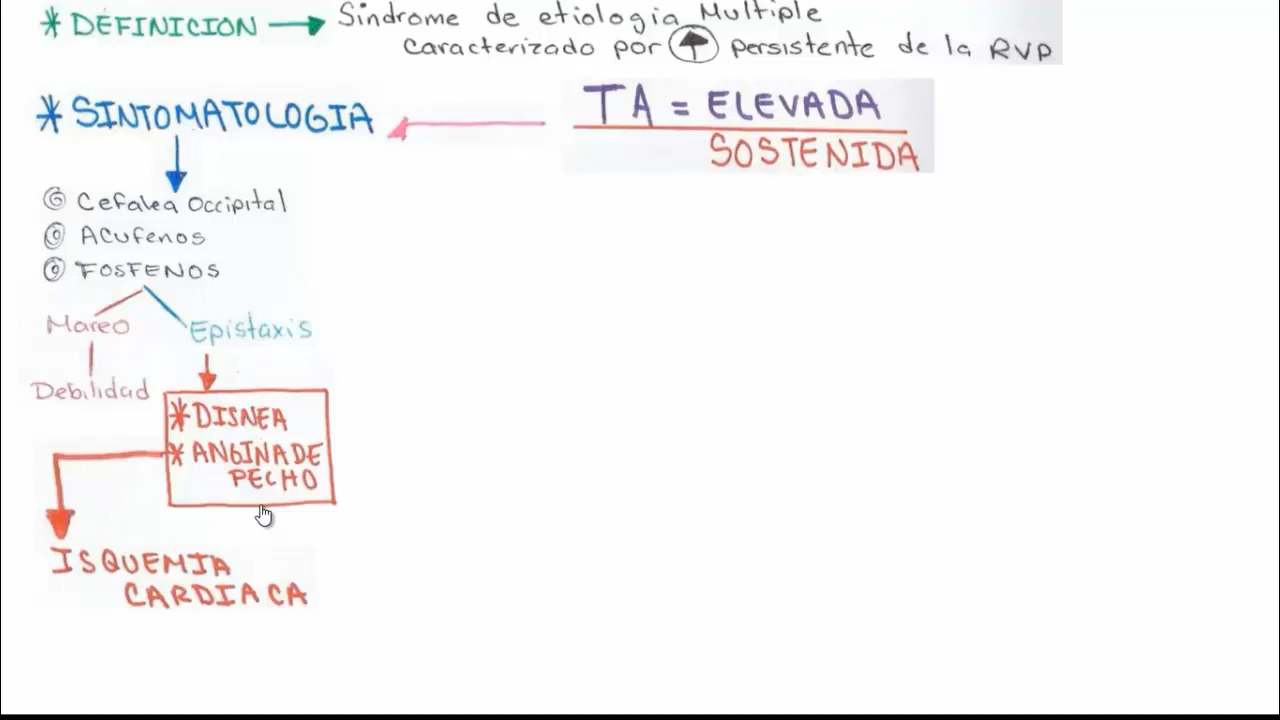 * DEFINICION → Sindrome de etiologia Multiple
caracterizado por ↑ persistente de la RVP
TA = ELEVADA
SOSTENIDA
* SINTOMATOLOGIA
Cefalea Occipital
Acufenos
FOSFENOS
Mareo
Epistaxis
Debilidad
* DISNEA
* ANGINA DE
PECHO
ISQUEMIA
CARDIACA